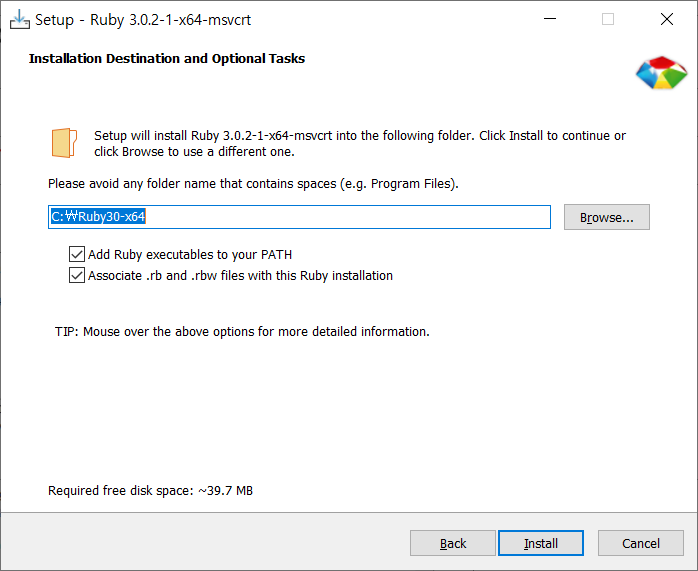 Setup - Ruby 3.0.2-1-x64-msvcrt
Installation Destination and Optional Tasks
Setup will install Ruby 3.0.2-1-x64-msvcrt into the following folder. Click Install to continue or
click Browse to use a different one.
Please avoid any folder name that contains spaces (e.g. Program Files).
C:₩Ruby30-x64
Browse...
Add Ruby executables to your PATH
Associate .rb and .rbw files with this Ruby installation
TIP: Mouse over the above options for more detailed information.
Required free disk space: ~39.7 MB
Back Install Cancel